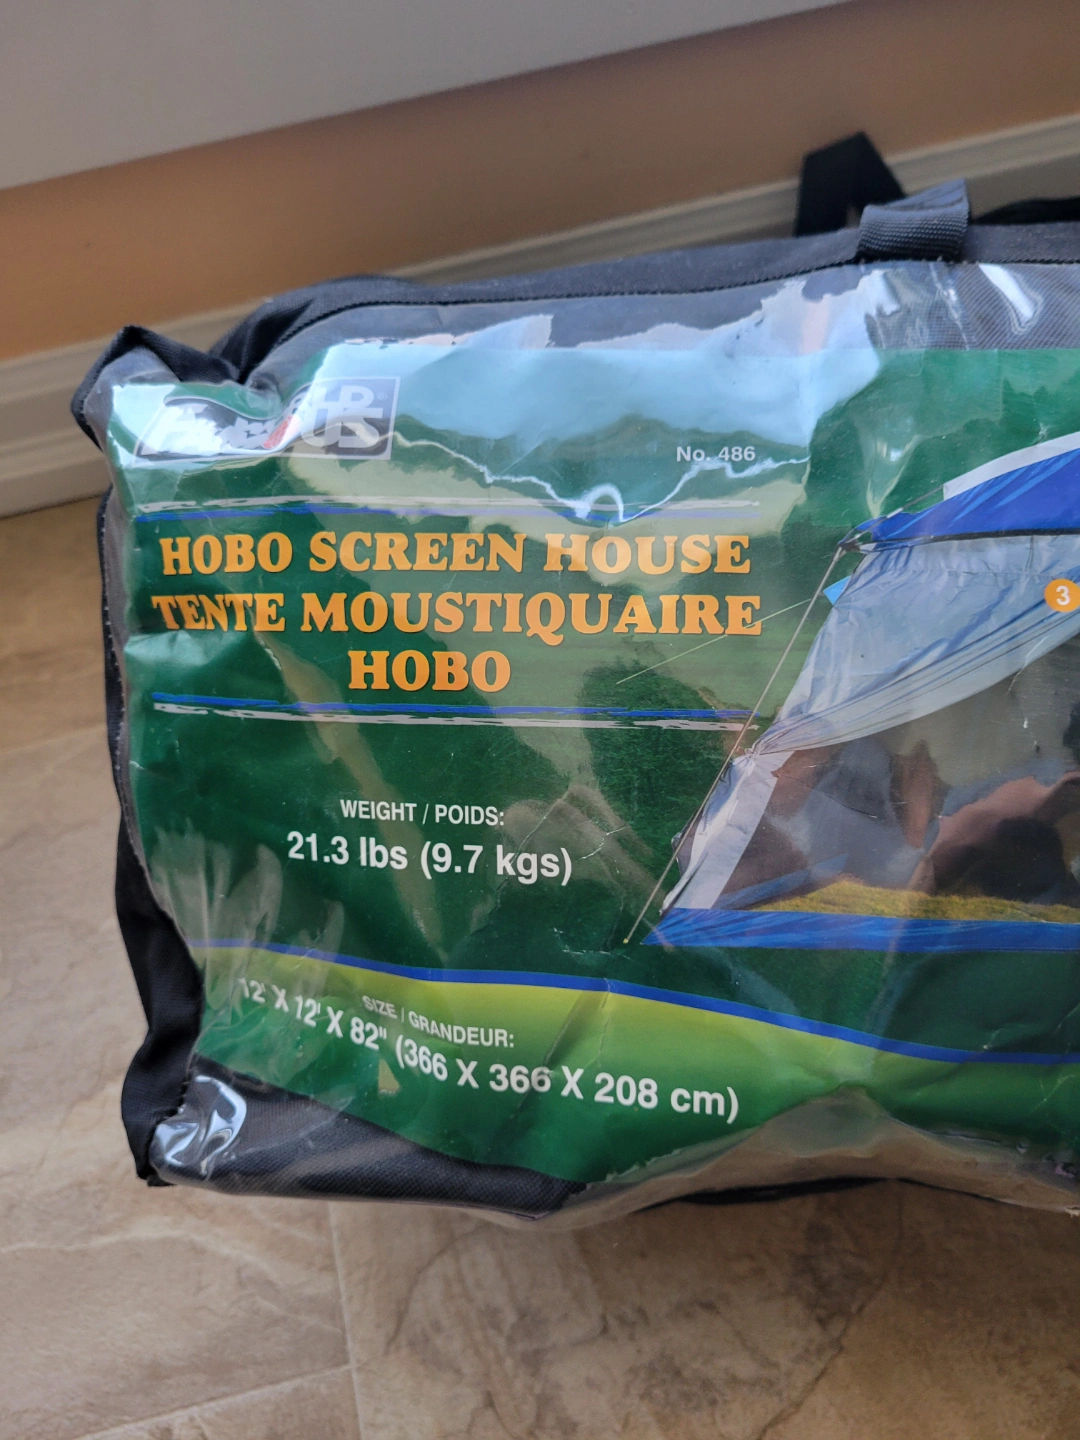 No. 486
HOBO SCREEN HOUSE
TENTE MOUSTIQUAIRE
HOBO
3
WEIGHT / POIDS:
21.3 lbs (9.7 kgs)
SIZE / GRANDEUR:
12' X 12' X 82" (366 X 366 X 208 cm)